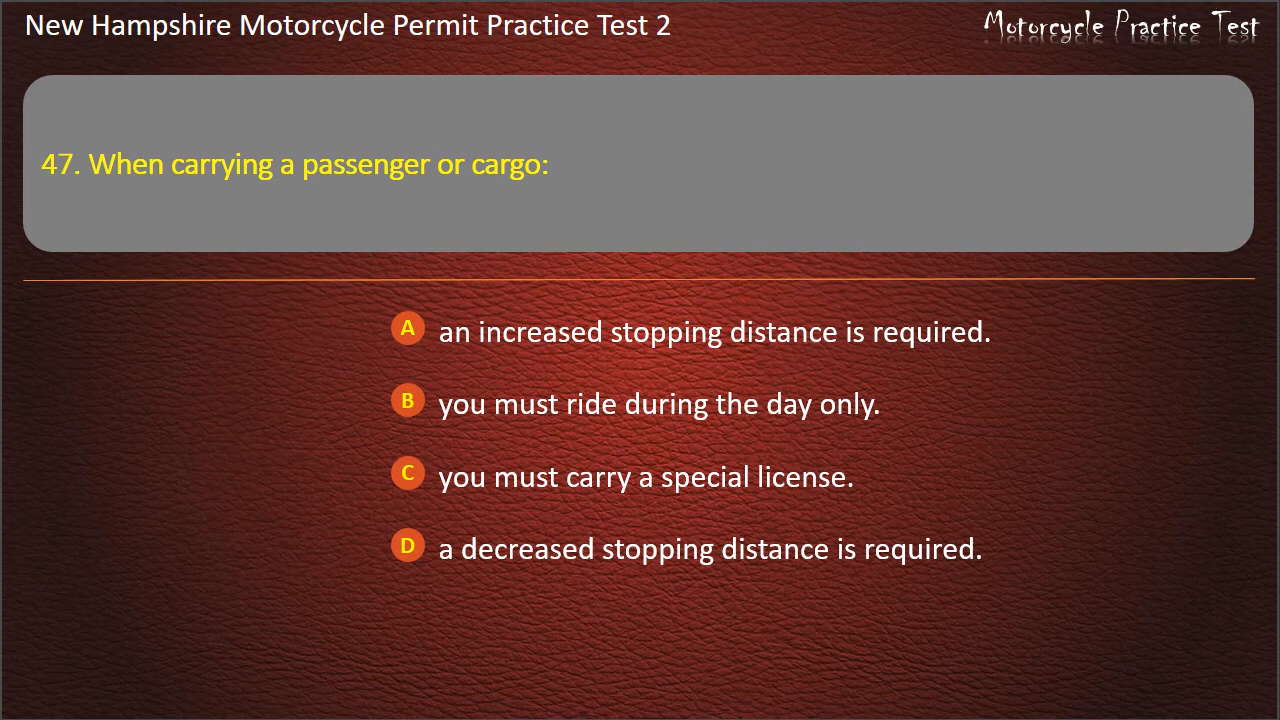 New Hampshire Motorcycle Permit Practice Test 2
Motorcycle Practice Test
47. When carrying a passenger or cargo:
A an increased stopping distance is required.
B you must ride during the day only.
C you must carry a special license.
D a decreased stopping distance is required.